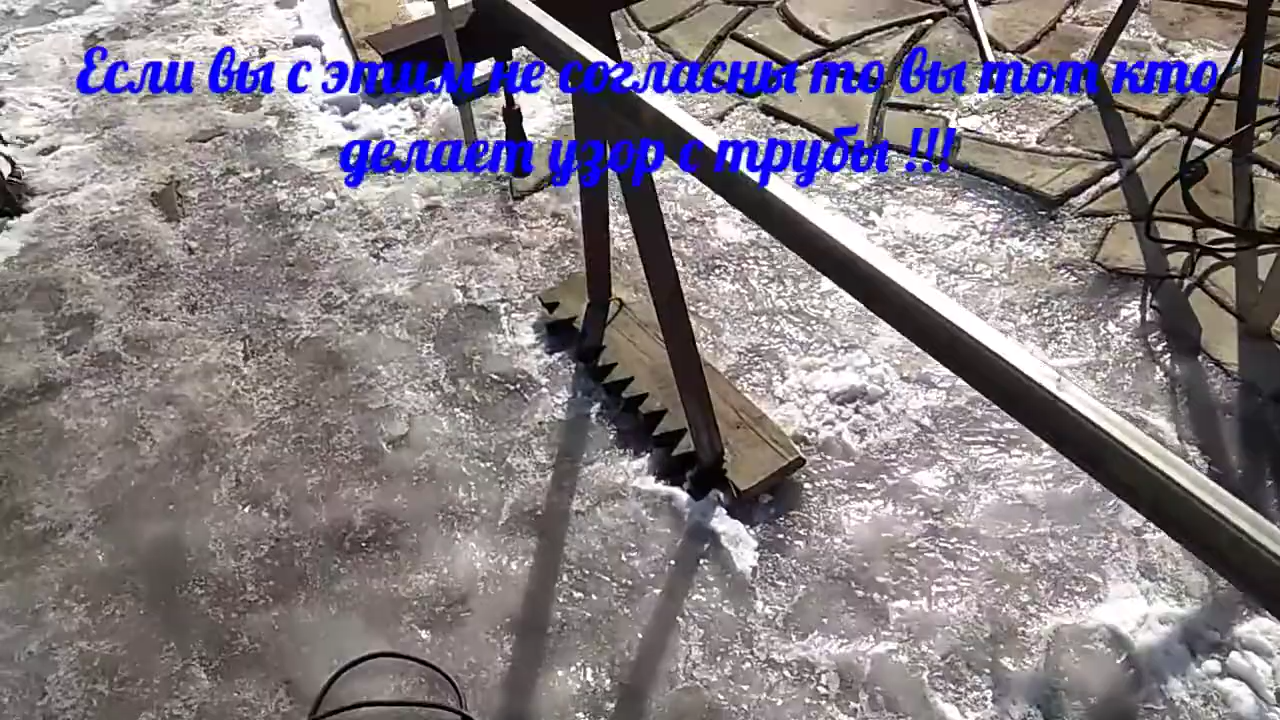 Если вы с этим не согласны то вы тот кто
делает узор с трубы !!!